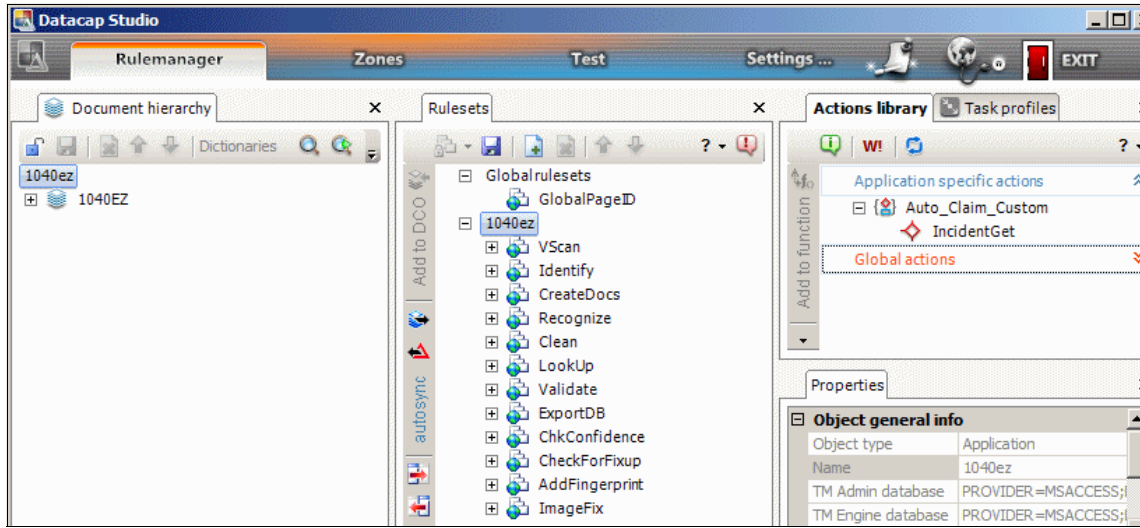 Datacap Studio
Rulemanager
Zones
Test
Settings ...
EXIT
Document hierarchy
Dictionaries
1040ez
1040EZ
Rulesets
?
Add to DCO
autosync
Global rulesets
GlobalPageID
1040ez
VScan
Identify
CreateDocs
Recognize
Clean
LookUp
Validate
ExportDB
ChkConfidence
CheckForFixup
AddFingerprint
ImageFix
Actions library
Task profiles
W!
?
fo
Add to function
Application specific actions
Auto_Claim_Custom
IncidentGet
Global actions
Properties
Object general info
Object type Application
Name 1040ez
TM Admin database PROVIDER=MSACCESS;
TM Engine database PROVIDER=MSACCESS;